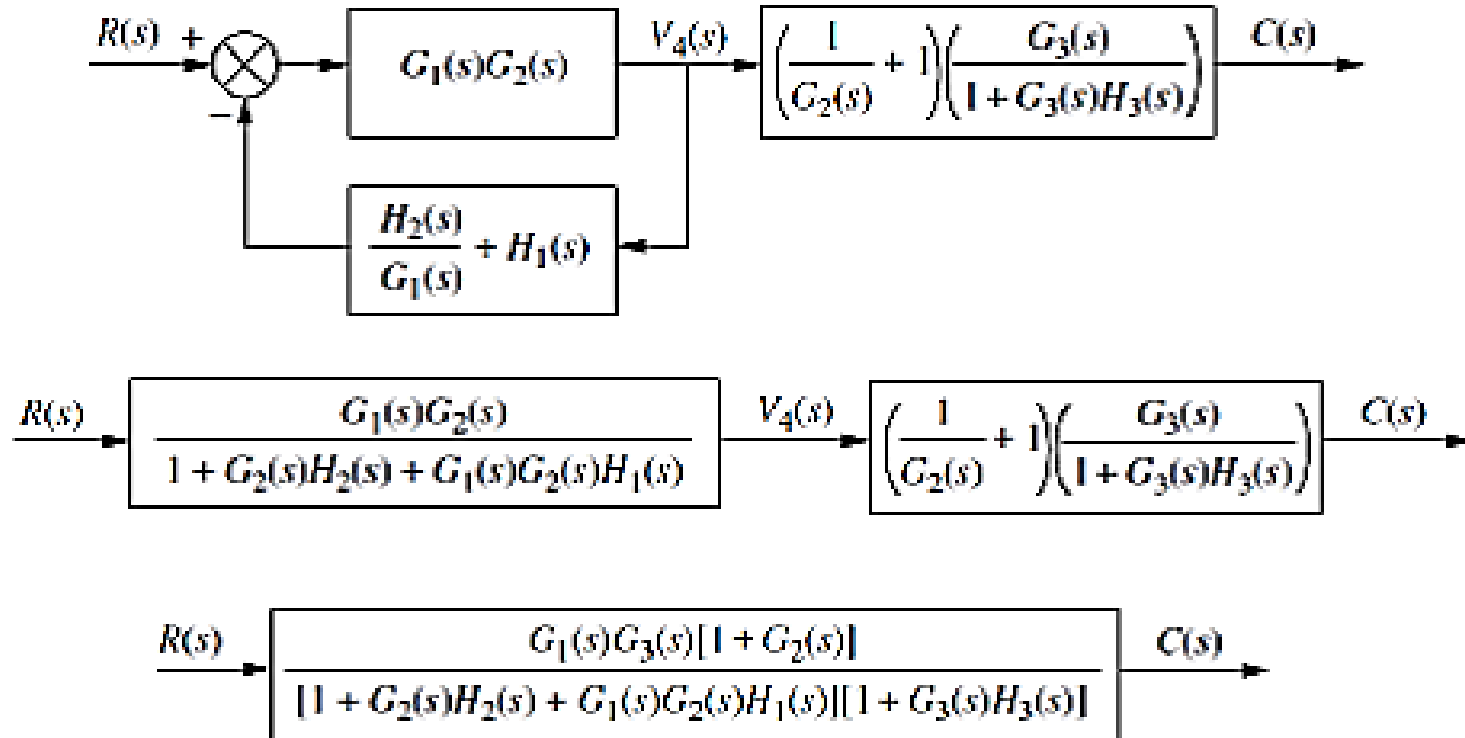 R(s) + G₁(s)G₂(s) V₄(s) (1/G₂(s) + 1)(G₃(s)/(1 + G₃(s)H₃(s))) C(s)
−
H₂(s)/G₁(s) + H₁(s)
R(s) G₁(s)G₂(s)/(1 + G₂(s)H₂(s) + G₁(s)G₂(s)H₁(s)) V₄(s) (1/G₂(s) + 1)(G₃(s)/(1 + G₃(s)H₃(s))) C(s)
R(s) G₁(s)G₃(s)[1 + G₂(s)]/([1 + G₂(s)H₂(s) + G₁(s)G₂(s)H₁(s)][1 + G₃(s)H₃(s)]) C(s)